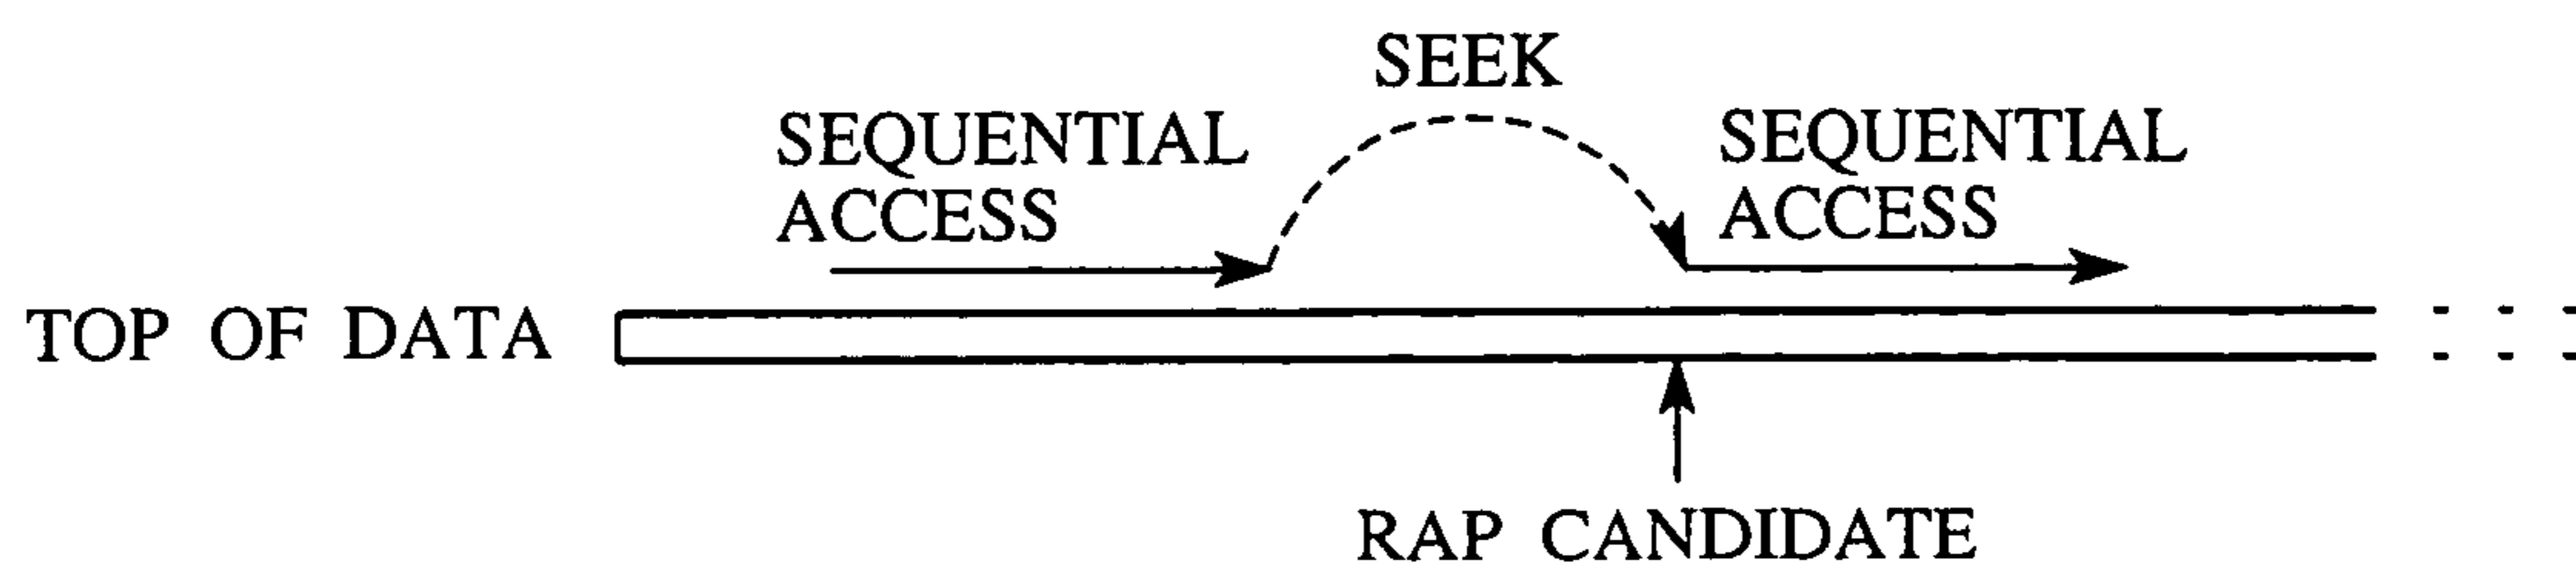 SEEK
SEQUENTIAL
ACCESS
SEQUENTIAL
ACCESS
TOP OF DATA
RAP CANDIDATE